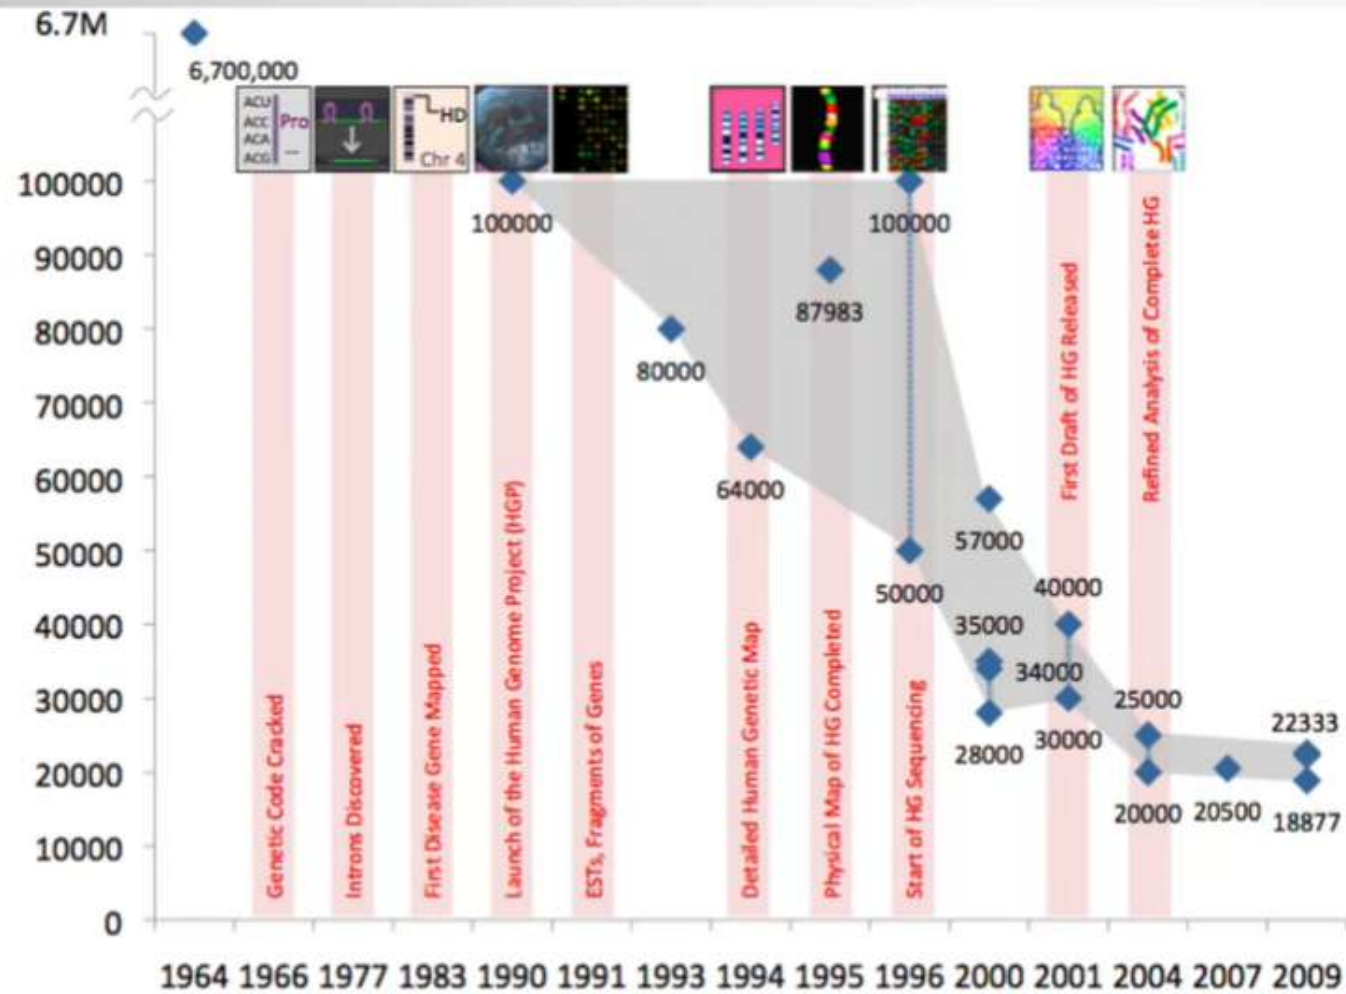 6.7M
6,700,000
ACU
ACC
ACA
ACG
Pro
...
HD
Chr 4
100000
90000
80000
70000
60000
50000
40000
30000
20000
10000
0
100000
80000
64000
87983
100000
50000
57000
35000
34000
28000
40000
30000
25000
20000
20500
22333
18877
Genetic Code Cracked
Introns Discovered
First Disease Gene Mapped
Launch of the Human Genome Project (HGP)
ESTs, Fragments of Genes
Detailed Human Genetic Map
Physical Map of HG Completed
Start of HG Sequencing
First Draft of HG Released
Refined Analysis of Complete HG
1964 1966 1977 1983 1990 1991 1993 1994 1995 1996 2000 2001 2004 2007 2009